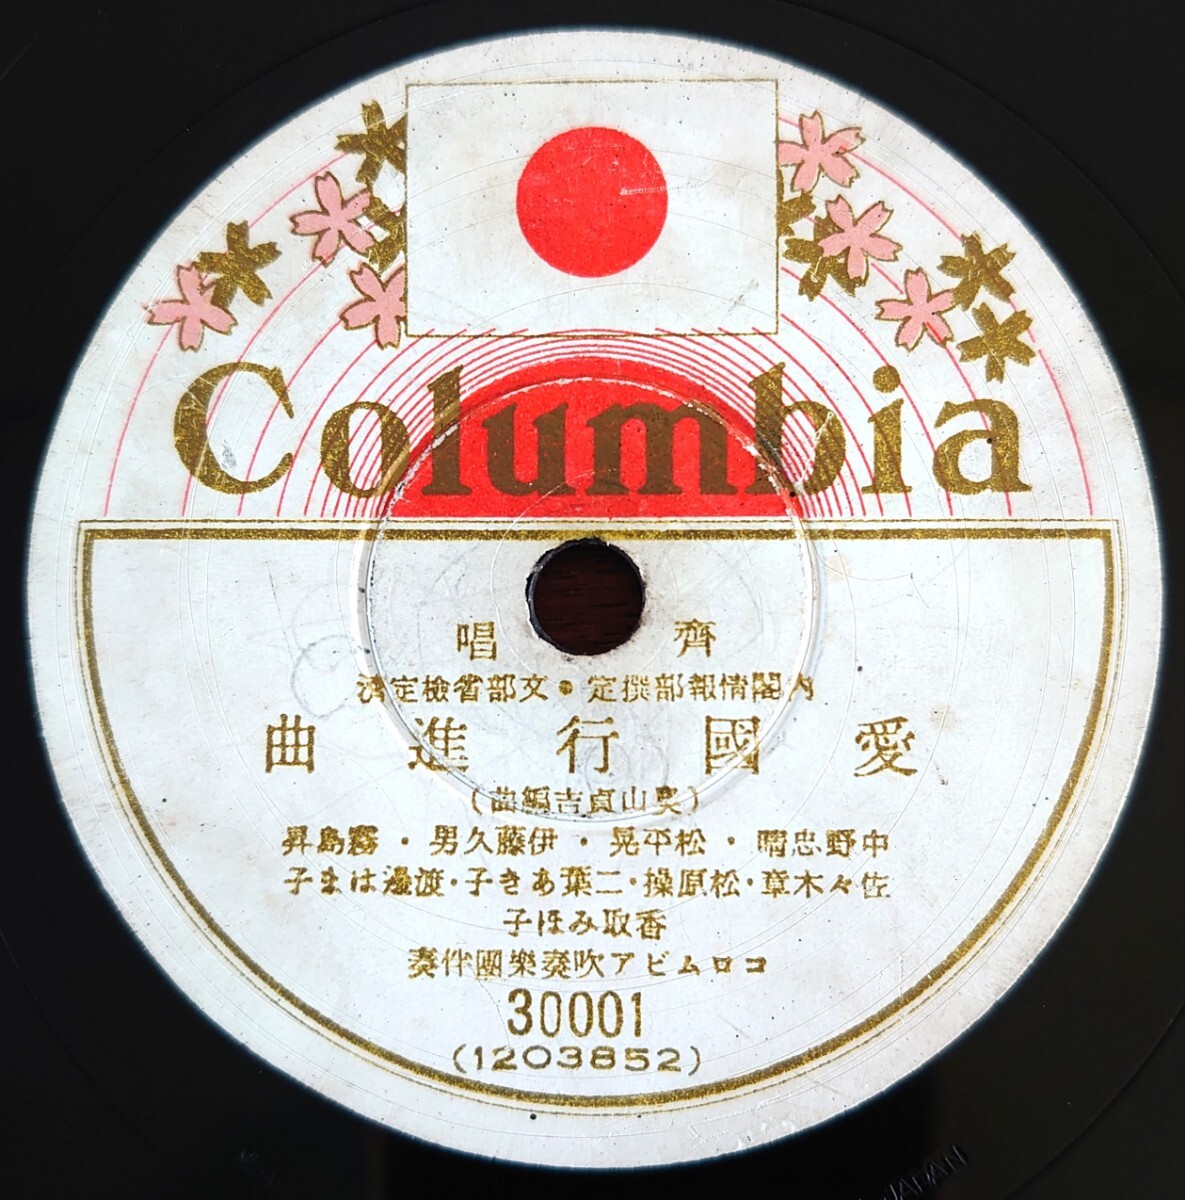 Columbia
齊唱
内閣情報部撰定・文部省檢定濟
愛國行進曲
(奥山貞吉編曲)
中野忠晴・松平晃・伊藤久男・霧島昇
佐々木章・松原操・二葉あき子・渡邊はま子
香取みほ子
コロムビア吹奏樂團伴奏
30001
(1203852)
JAPAN